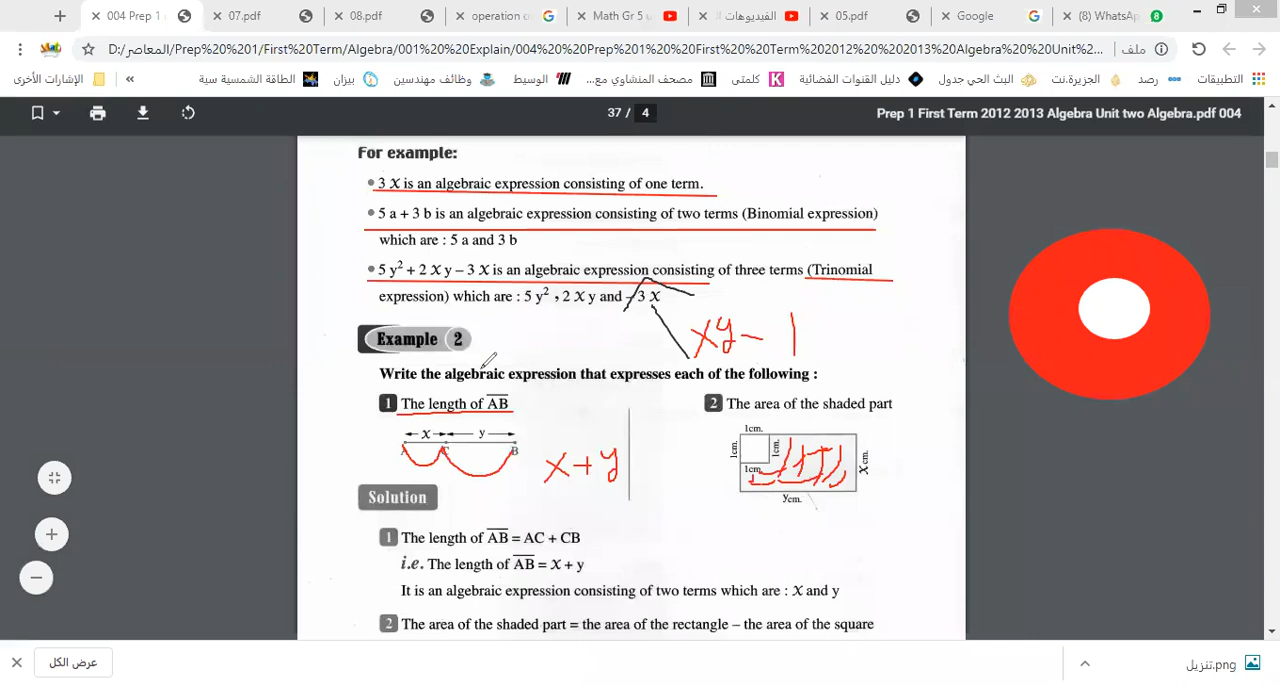 004 Prep 1
07.pdf
08.pdf
operation o
Math Gr 5 u
الفيديوهات ال
05.pdf
Google
(8) WhatsAp
D:/المعاصر/Prep%20%201/First%20Term/Algebra/001%20%20Explain/004%20%20Prep%201%20%20First%20%20Term%202012%20%202013%20Algebra%20%20Unit%2... ملف
التطبيقات
رصد
الجزيرة.نت
البث الحي جدول
دليل القنوات الفضائية
كلمتى
مصحف المنشاوي مع...
الوسيط
وظائف مهندسين
بيزان
الطاقة الشمسية سية
«
الإشارات الأخرى
37 / 4
Prep 1 First Term 2012 2013 Algebra Unit two Algebra.pdf 004
For example:
• 3 X is an algebraic expression consisting of one term.
• 5 a + 3 b is an algebraic expression consisting of two terms (Binomial expression)
which are : 5 a and 3 b
• 5 y² + 2 X y – 3 X is an algebraic expression consisting of three terms (Trinomial
expression) which are : 5 y² , 2 X y and – 3 X
xy - 1
Example 2
Write the algebraic expression that expresses each of the following :
1 The length of AB
2 The area of the shaded part
X y
A C B
x + y
1cm.
1cm.
1cm.
1cm.
X cm.
y cm.
Solution
1 The length of AB = AC + CB
i.e. The length of AB = X + y
It is an algebraic expression consisting of two terms which are : X and y
2 The area of the shaded part = the area of the rectangle – the area of the square
عرض الكل
تنزيل.png